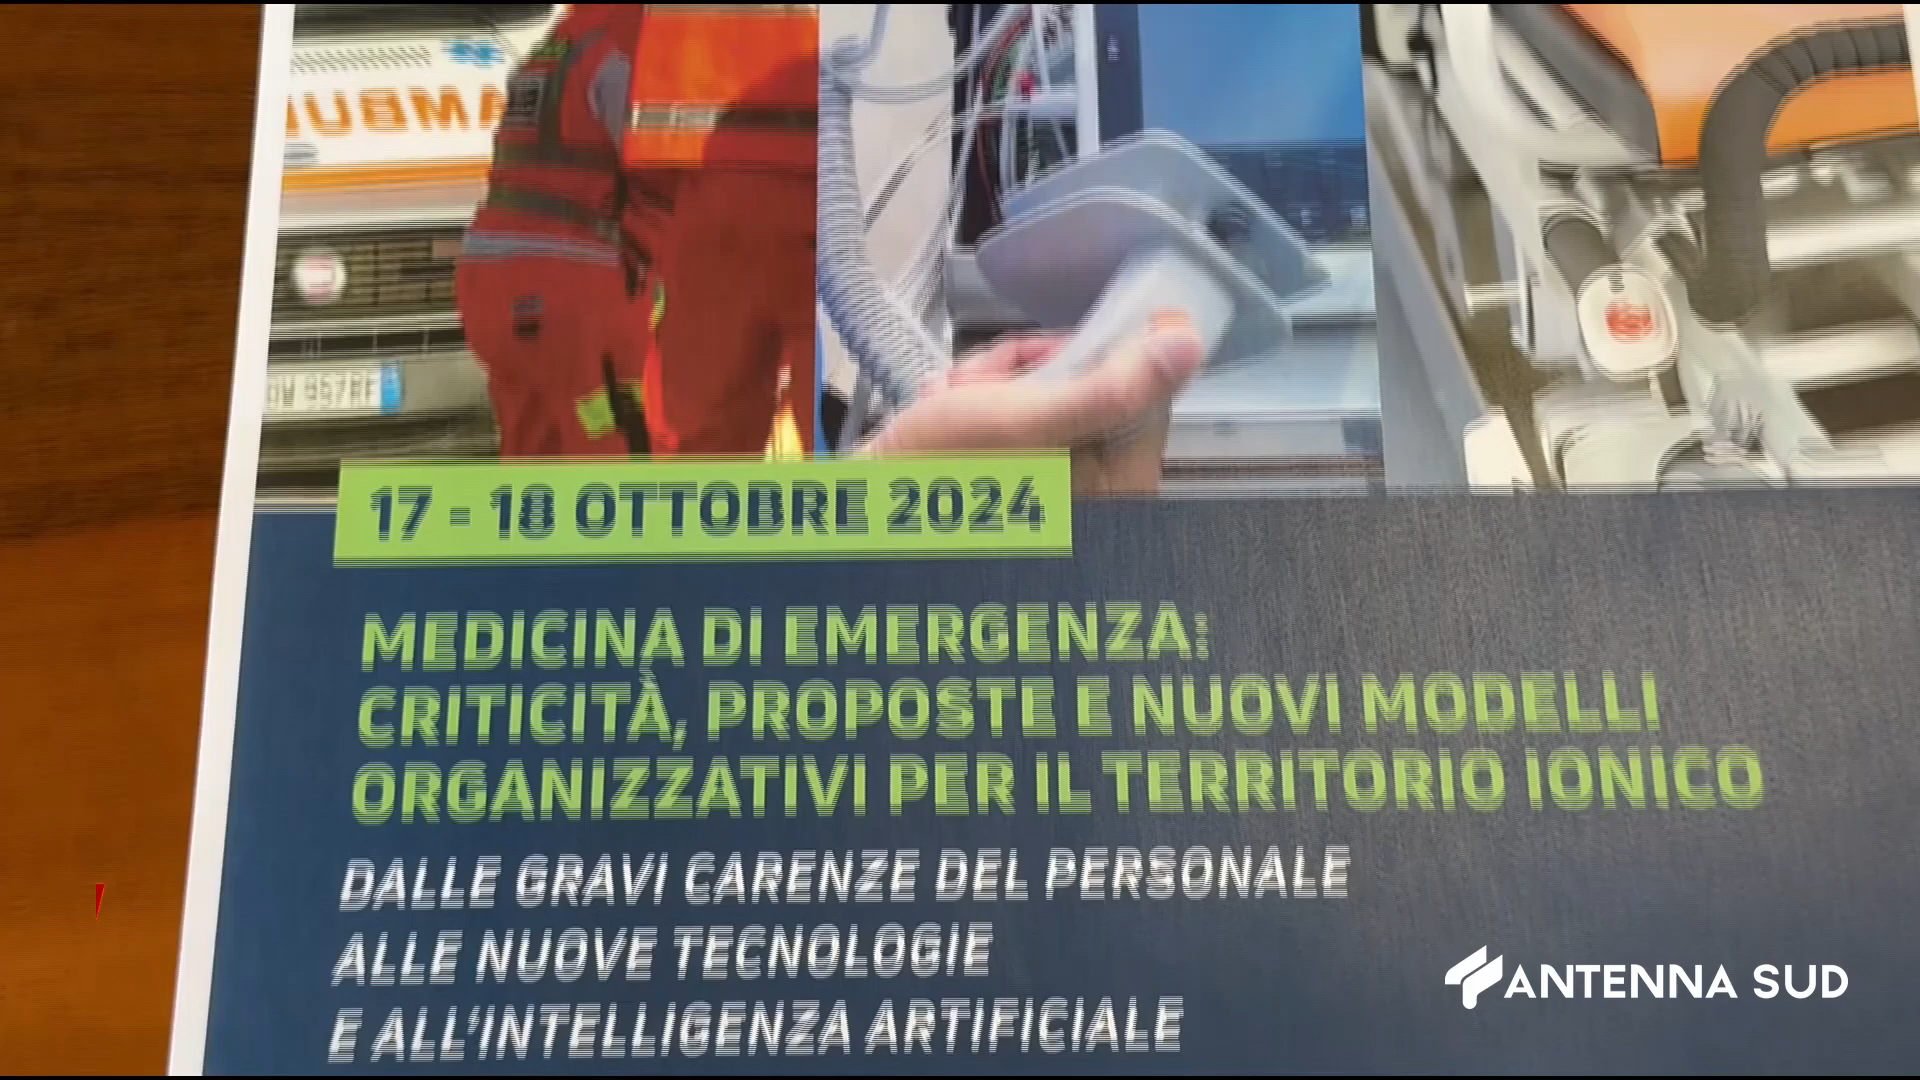 AMBU
17 - 18 OTTOBRE 2024
MEDICINA DI EMERGENZA:
CRITICITÀ, PROPOSTE E NUOVI MODELLI
ORGANIZZATIVI PER IL TERRITORIO IONICO
DALLE GRAVI CARENZE DEL PERSONALE
ALLE NUOVE TECNOLOGIE
E ALL'INTELLIGENZA ARTIFICIALE
ANTENNA SUD